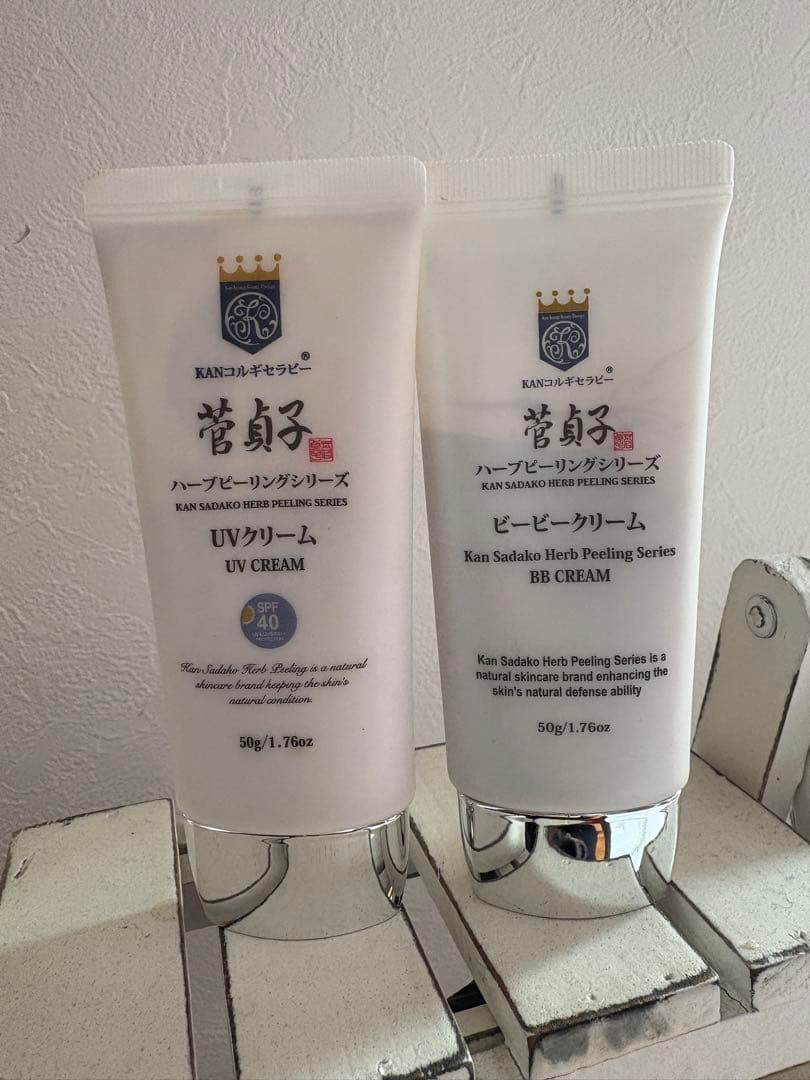 KANコルギセラピー®
菅貞子
ハーブピーリングシリーズ
KAN SADAKO HERB PEELING SERIES
UVクリーム
UV CREAM
SPF
40
Kan Sadako Herb Peeling is a natural
skincare brand keeping the skin's
natural condition.
50g/1.76oz
KANコルギセラピー®
菅貞子
ハーブピーリングシリーズ
KAN SADAKO HERB PEELING SERIES
ビービークリーム
Kan Sadako Herb Peeling Series
BB CREAM
Kan Sadako Herb Peeling Series is a
natural skincare brand enhancing the
skin's natural defense ability
50g/1.76oz